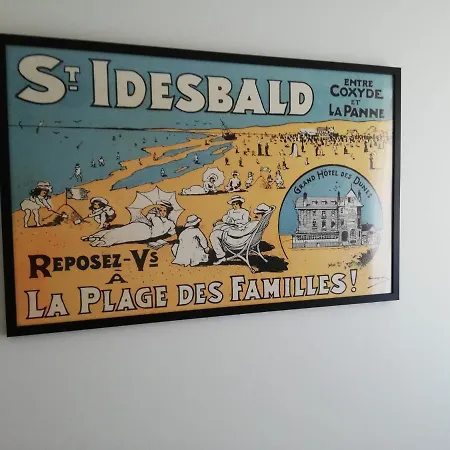 ST. IDESBALD
ENTRE
COXYDE
ET
LA PANNE
GRAND HÔTEL DES DUNES
REPOSEZ-VS
À
LA PLAGE DES FAMILLES!